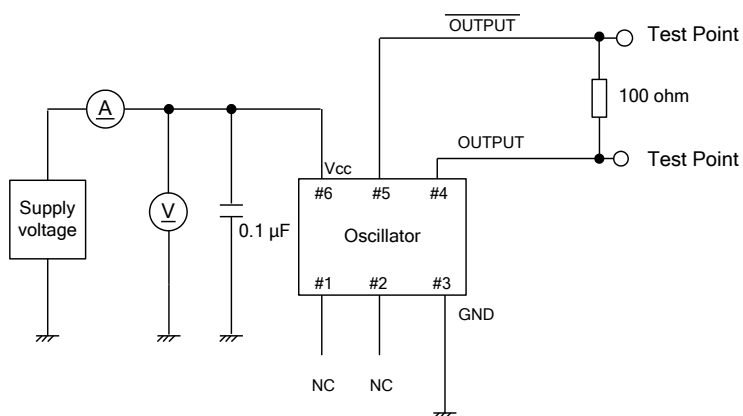 OUTPUT
Test Point
A
100 ohm
OUTPUT
Test Point
Vcc
#6 #5 #4
Supply
voltage
V
0.1 µF
Oscillator
#1 #2 #3
GND
NC NC